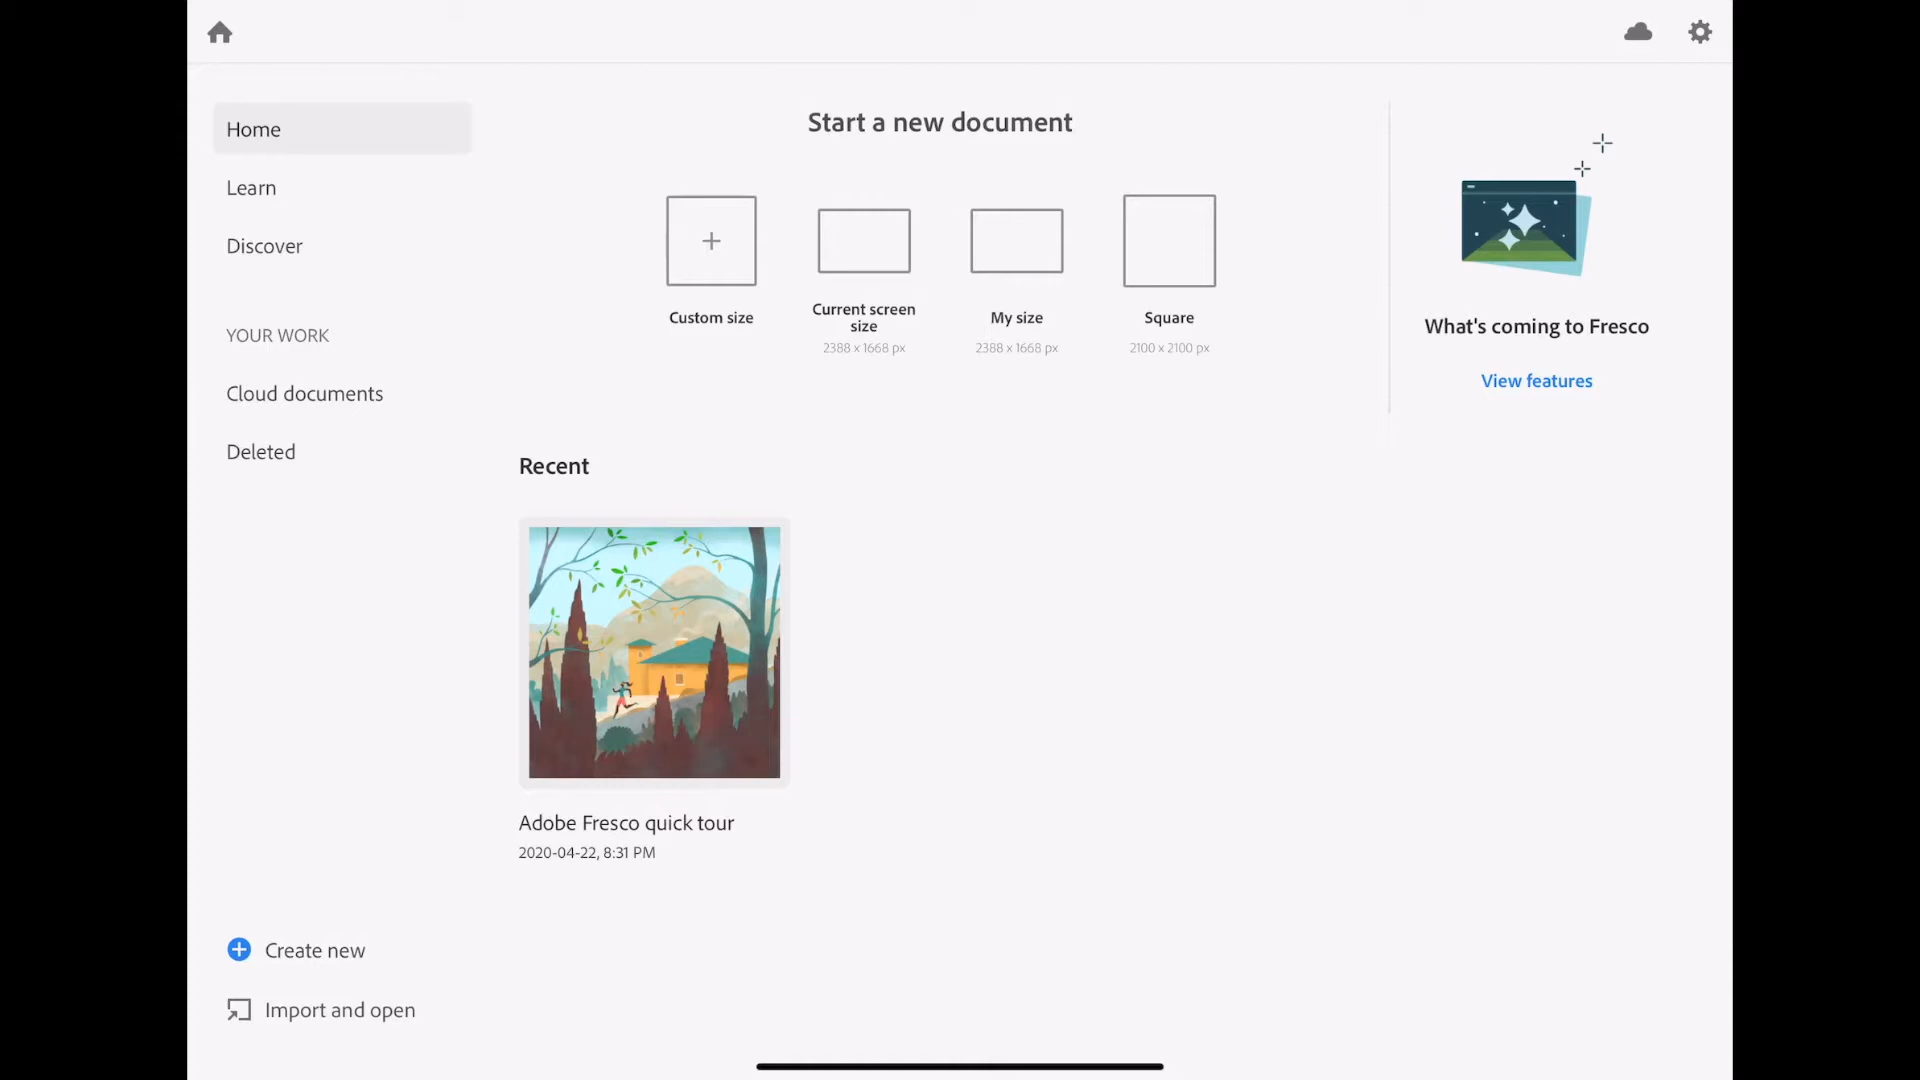 Home
Learn
Discover
YOUR WORK
Cloud documents
Deleted
Create new
Import and open
Start a new document
Custom size
Current screen
size
2388 x 1668 px
My size
2388 x 1668 px
Square
2100 x 2100 px
What's coming to Fresco
View features
Recent
Adobe Fresco quick tour
2020-04-22, 8:31 PM